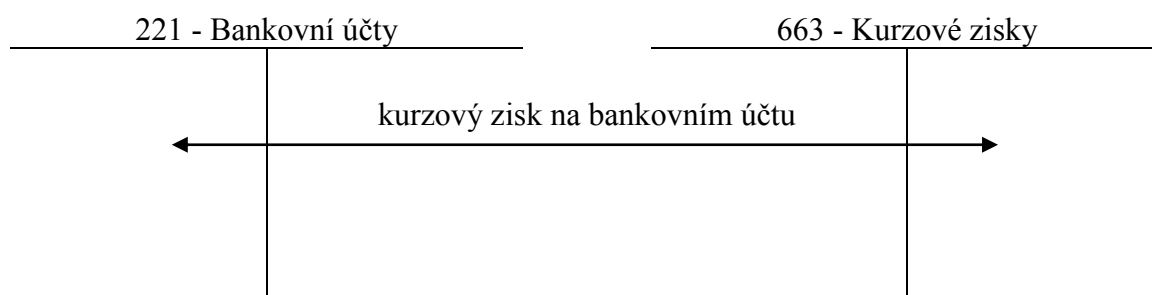 221 - Bankovní účty
663 - Kurzové zisky
kurzový zisk na bankovním účtu